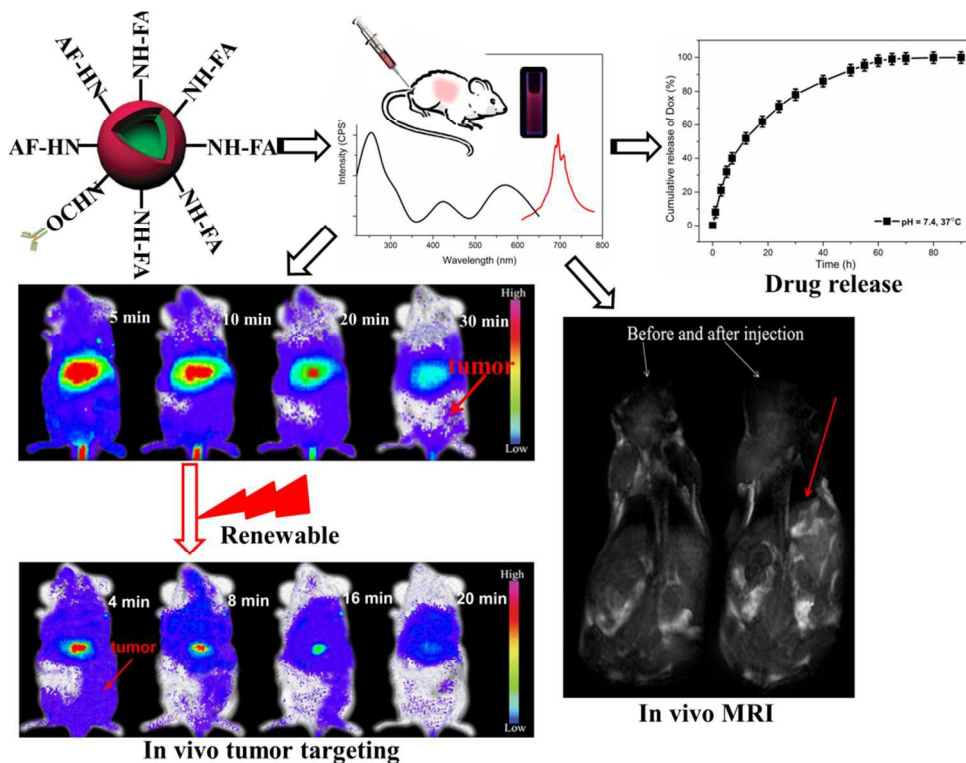 AF-HN
NH-FA
NH-FA
AF-HN
NH-FA
OCHN
NH-FA
NH-FA
Intensity (CPS)
300 400 500 600 700 800
Wavelength (nm)
Cumulative release of Dox (%)
100
80
60
40
20
0
pH = 7.4, 37°C
0 20 40 60 80
Time (h)
Drug release
5 min
10 min
20 min
30 min
tumor
High
Low
Renewable
4 min
8 min
16 min
20 min
tumor
High
Low
In vivo tumor targeting
Before and after injection
In vivo MRI